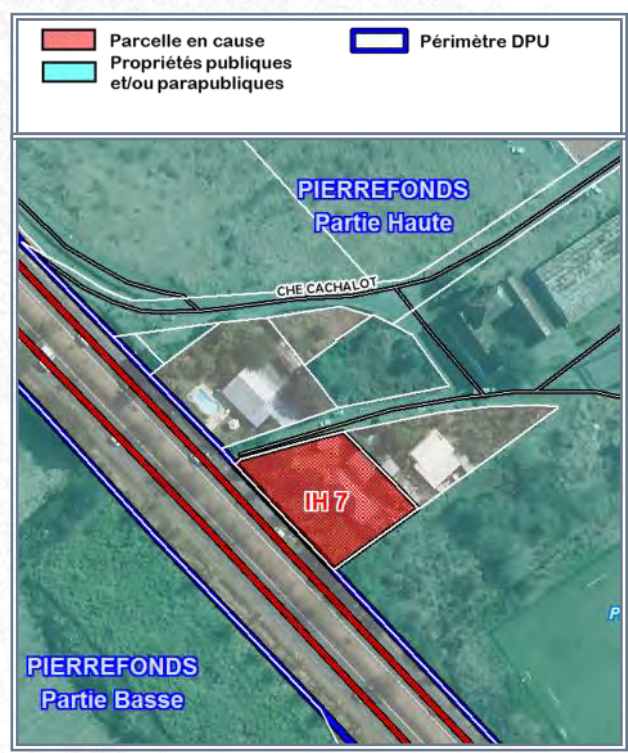 Parcelle en cause
Périmètre DPU
Propriétés publiques
et/ou parapubliques
PIERREFONDS
Partie Haute
CHE CACHALOT
IH 7
P
PIERREFONDS
Partie Basse